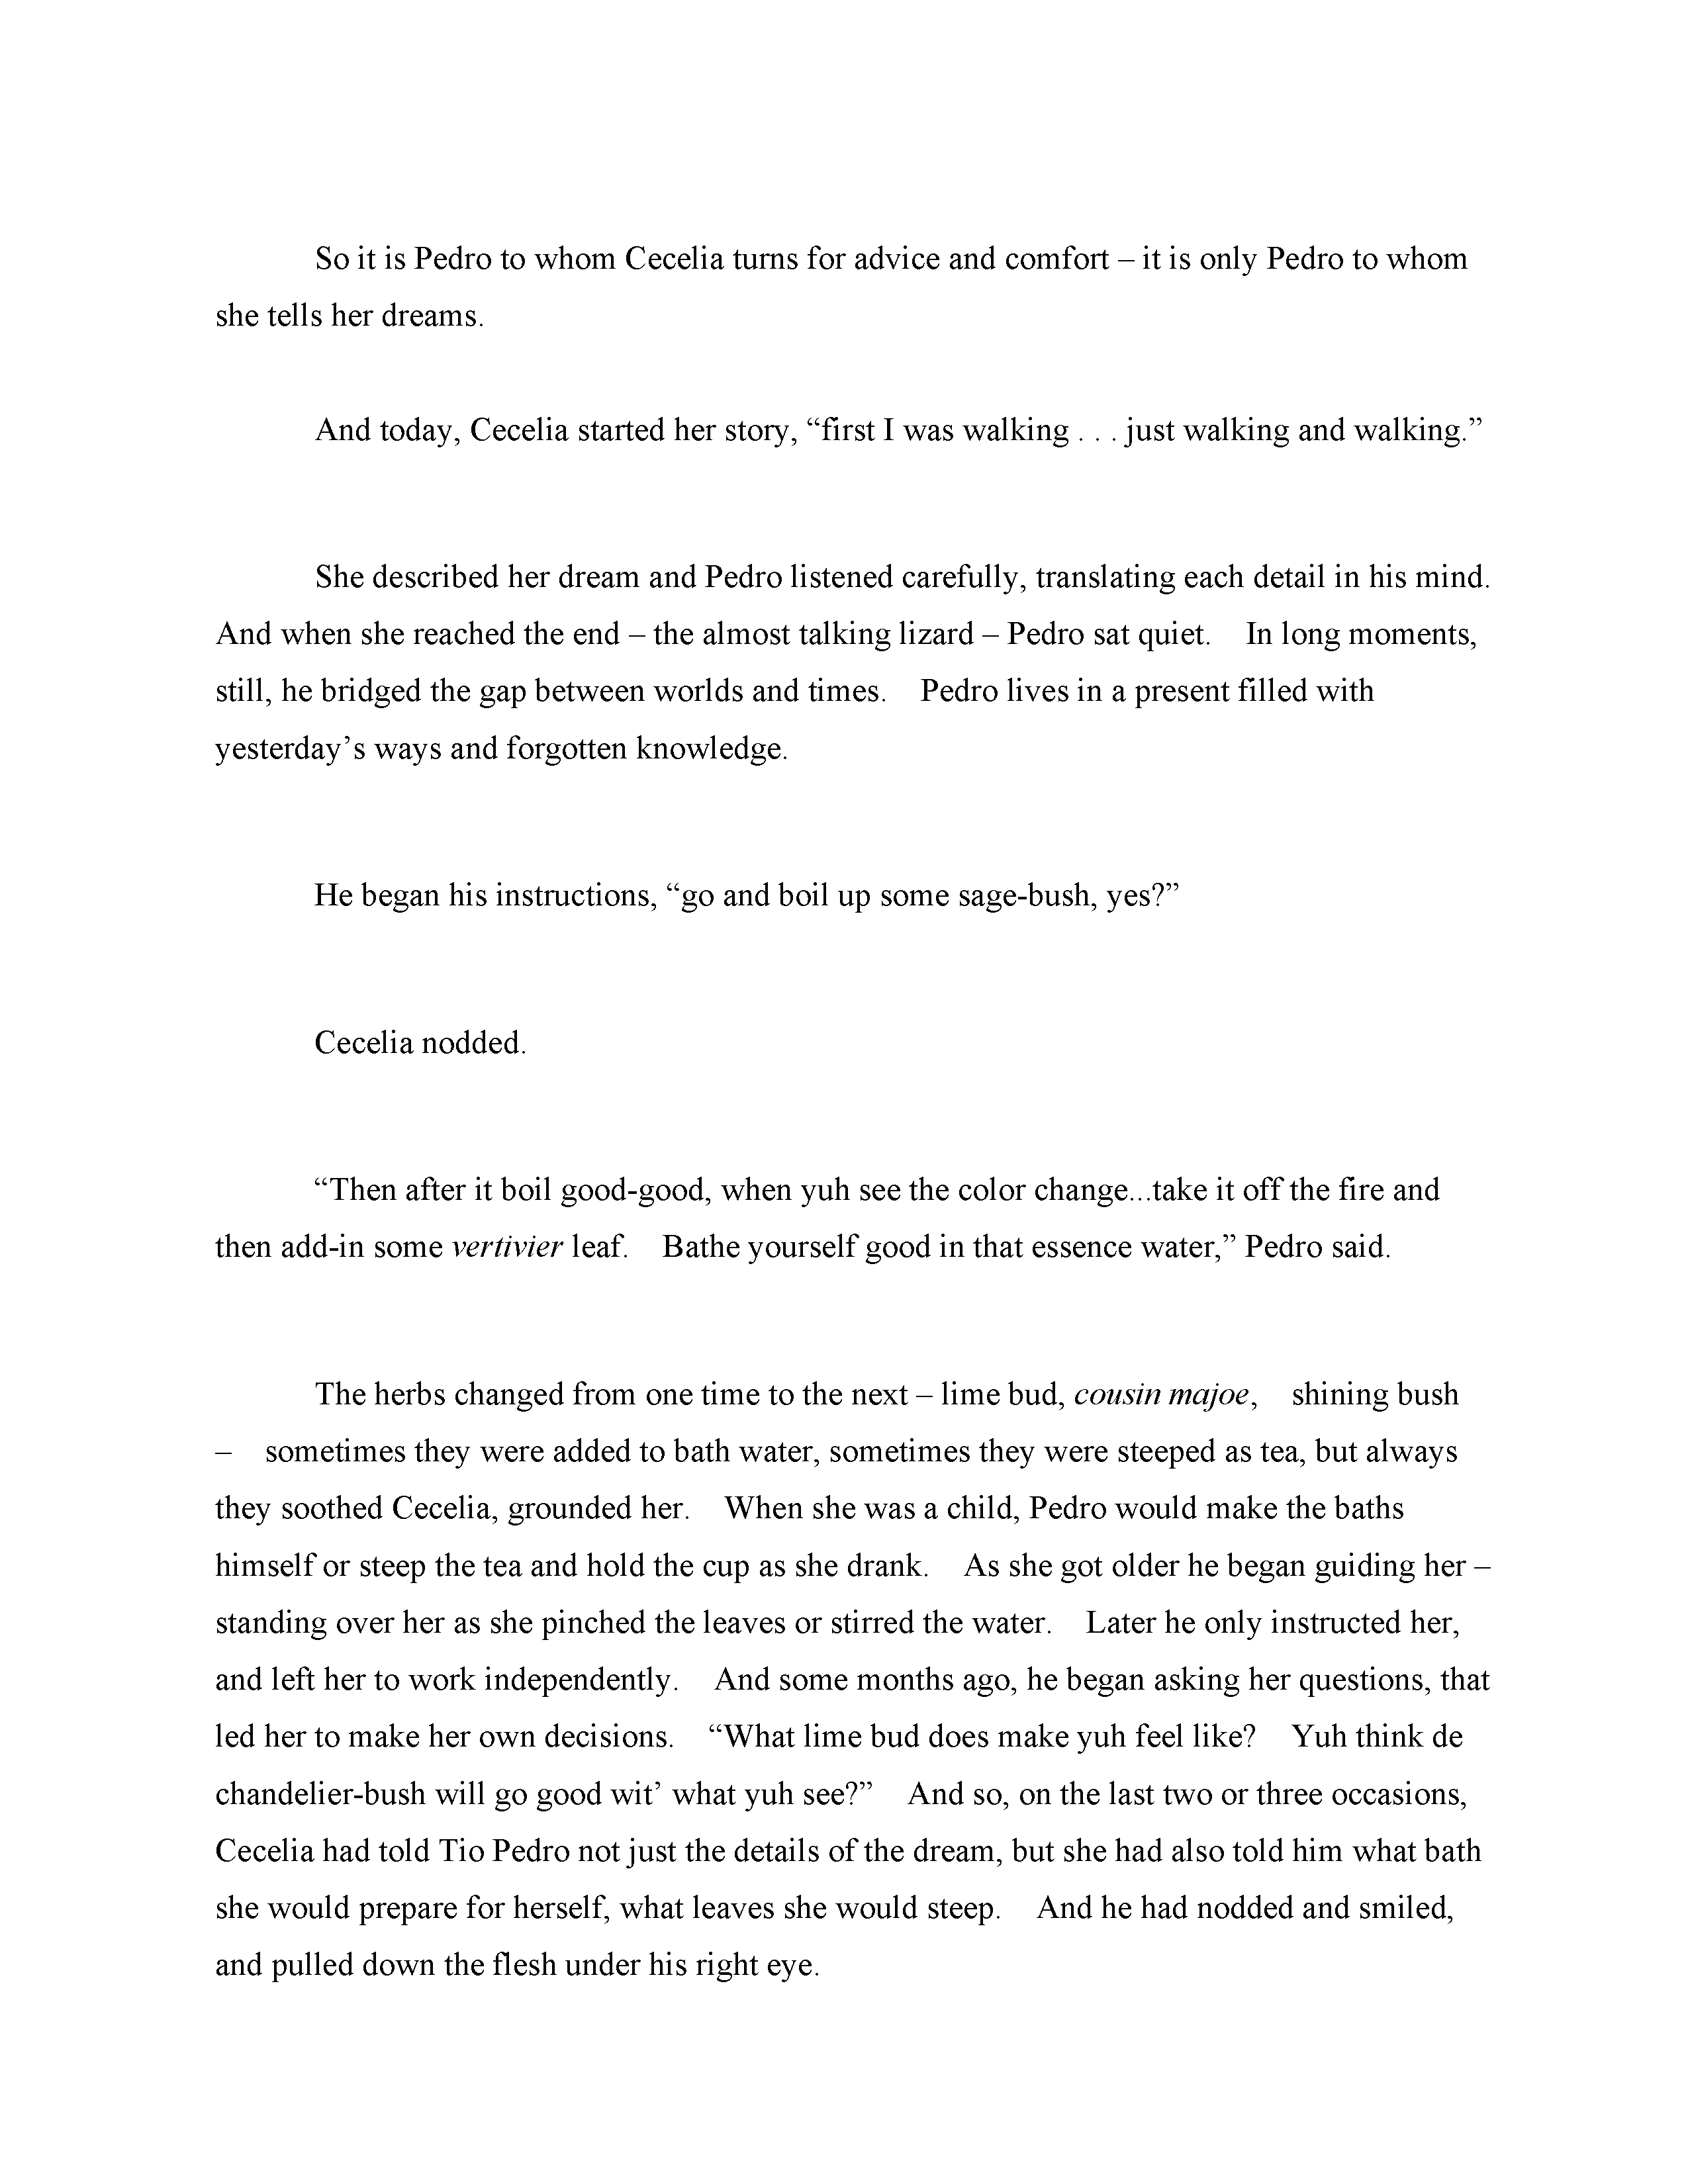 So it is Pedro to whom Cecelia turns for advice and comfort – it is only Pedro to whom
she tells her dreams.
And today, Cecelia started her story, “first I was walking . . . just walking and walking.”
She described her dream and Pedro listened carefully, translating each detail in his mind.
And when she reached the end – the almost talking lizard – Pedro sat quiet. In long moments,
still, he bridged the gap between worlds and times. Pedro lives in a present filled with
yesterday’s ways and forgotten knowledge.
He began his instructions, “go and boil up some sage-bush, yes?”
Cecelia nodded.
“Then after it boil good-good, when yuh see the color change...take it off the fire and
then add-in some vertivier leaf. Bathe yourself good in that essence water,” Pedro said.
The herbs changed from one time to the next – lime bud, cousin majoe, shining bush
– sometimes they were added to bath water, sometimes they were steeped as tea, but always
they soothed Cecelia, grounded her. When she was a child, Pedro would make the baths
himself or steep the tea and hold the cup as she drank. As she got older he began guiding her –
standing over her as she pinched the leaves or stirred the water. Later he only instructed her,
and left her to work independently. And some months ago, he began asking her questions, that
led her to make her own decisions. “What lime bud does make yuh feel like? Yuh think de
chandelier-bush will go good wit’ what yuh see?” And so, on the last two or three occasions,
Cecelia had told Tio Pedro not just the details of the dream, but she had also told him what bath
she would prepare for herself, what leaves she would steep. And he had nodded and smiled,
and pulled down the flesh under his right eye.